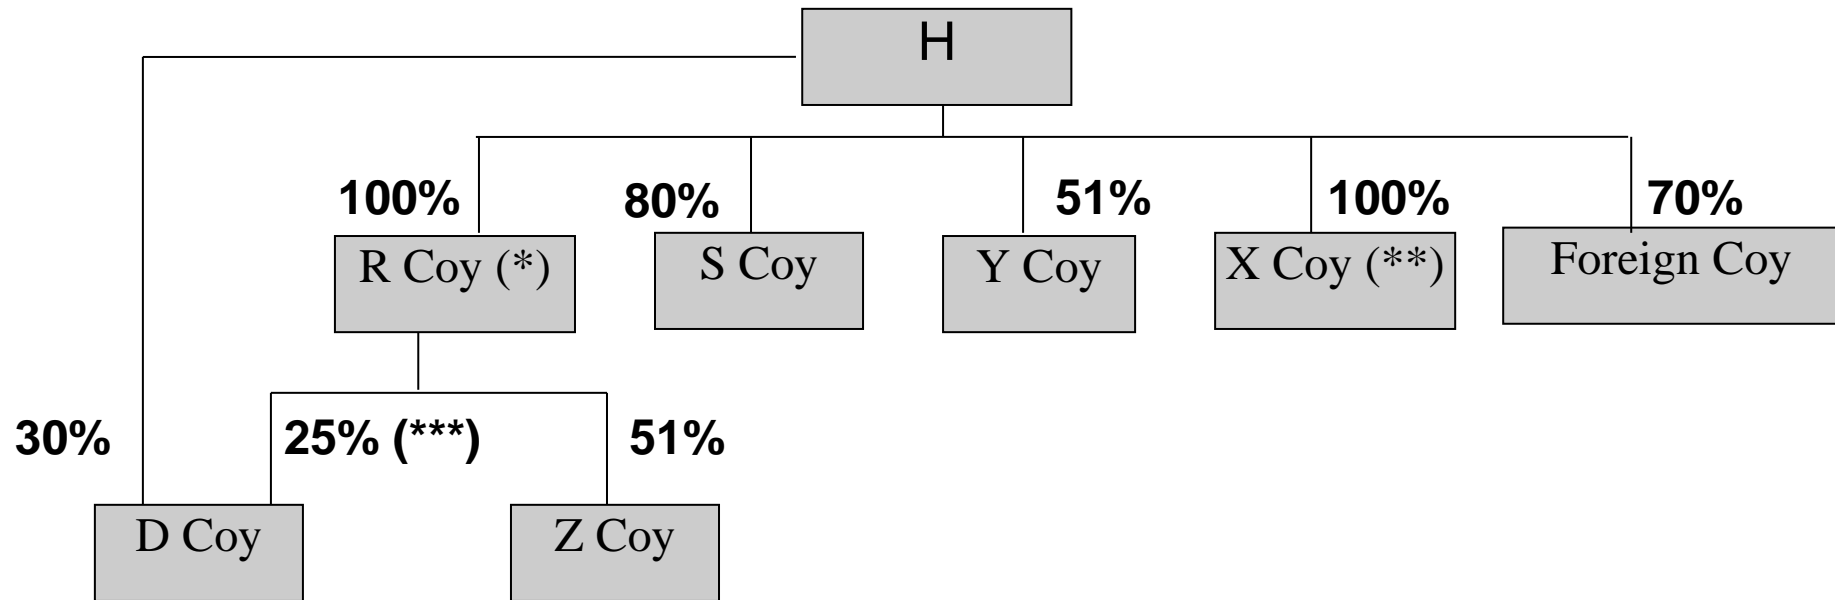 H
100%
80%
51%
100%
70%
R Coy (*)
S Coy
Y Coy
X Coy (**)
Foreign Coy
30%
25% (***)
51%
D Coy
Z Coy